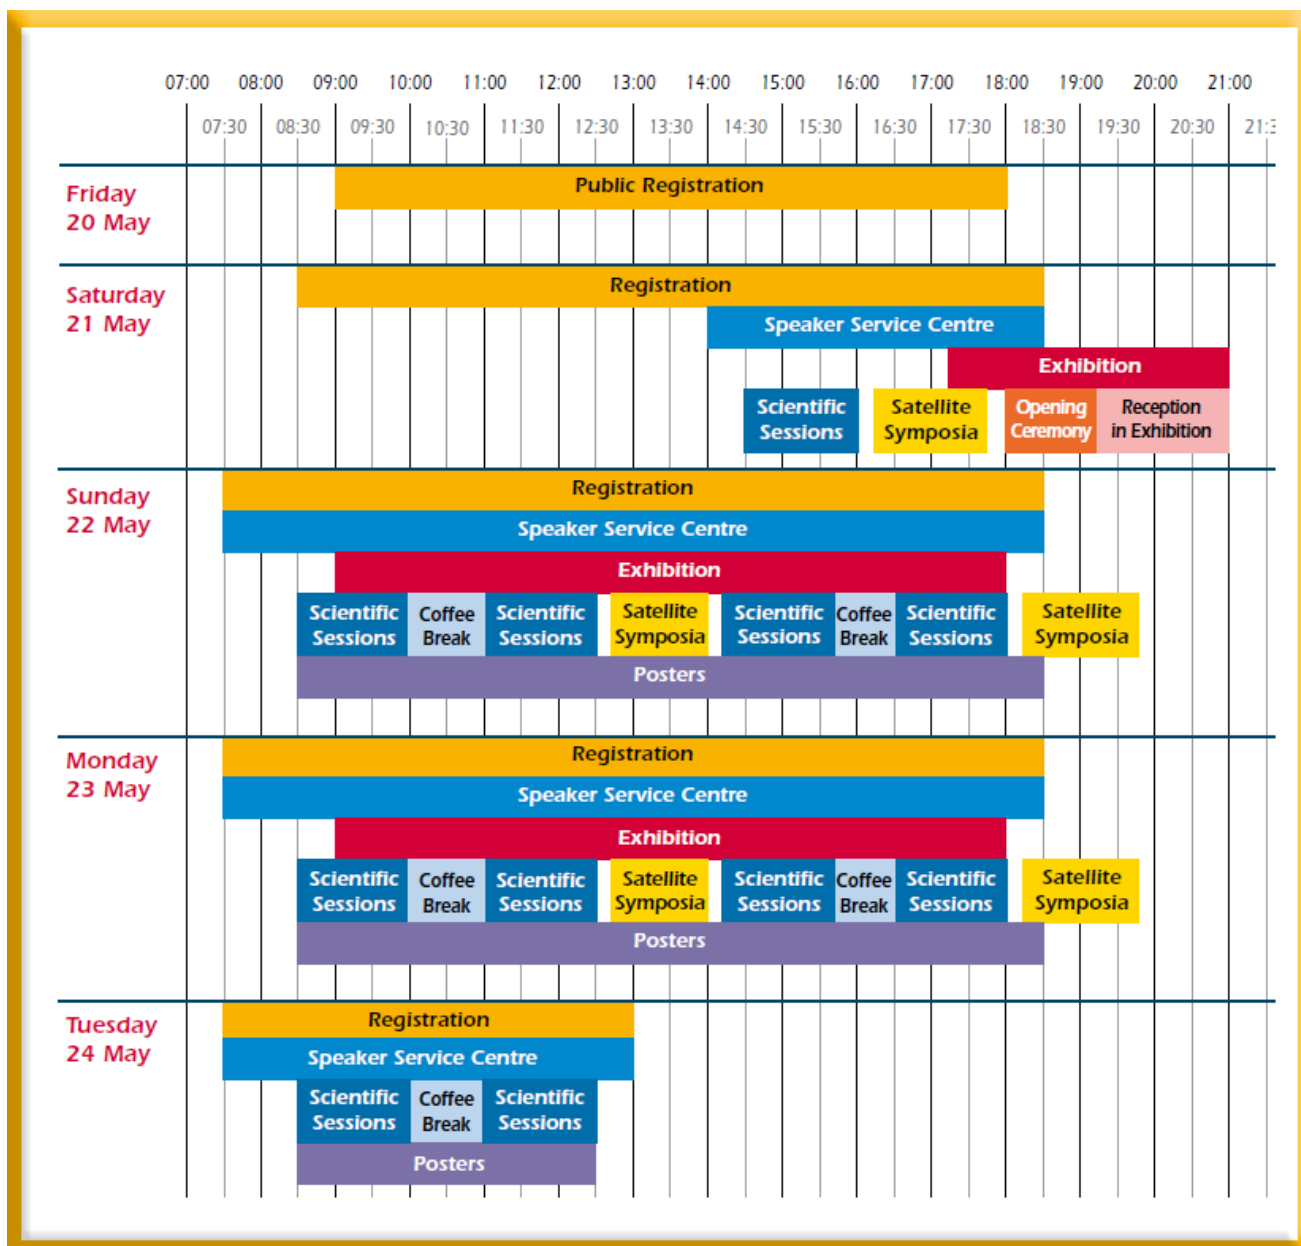 07:00 08:00 09:00 10:00 11:00 12:00 13:00 14:00 15:00 16:00 17:00 18:00 19:00 20:00 21:00
07:30 08:30 09:30 10:30 11:30 12:30 13:30 14:30 15:30 16:30 17:30 18:30 19:30 20:30 21:3
Friday
20 May
Public Registration
Saturday
21 May
Registration
Speaker Service Centre
Exhibition
Scientific
Sessions
Satellite
Symposia
Opening
Ceremony
Reception
in Exhibition
Sunday
22 May
Registration
Speaker Service Centre
Exhibition
Scientific
Sessions
Coffee
Break
Scientific
Sessions
Satellite
Symposia
Scientific
Sessions
Coffee
Break
Scientific
Sessions
Satellite
Symposia
Posters
Monday
23 May
Registration
Speaker Service Centre
Exhibition
Scientific
Sessions
Coffee
Break
Scientific
Sessions
Satellite
Symposia
Scientific
Sessions
Coffee
Break
Scientific
Sessions
Satellite
Symposia
Posters
Tuesday
24 May
Registration
Speaker Service Centre
Scientific
Sessions
Coffee
Break
Scientific
Sessions
Posters